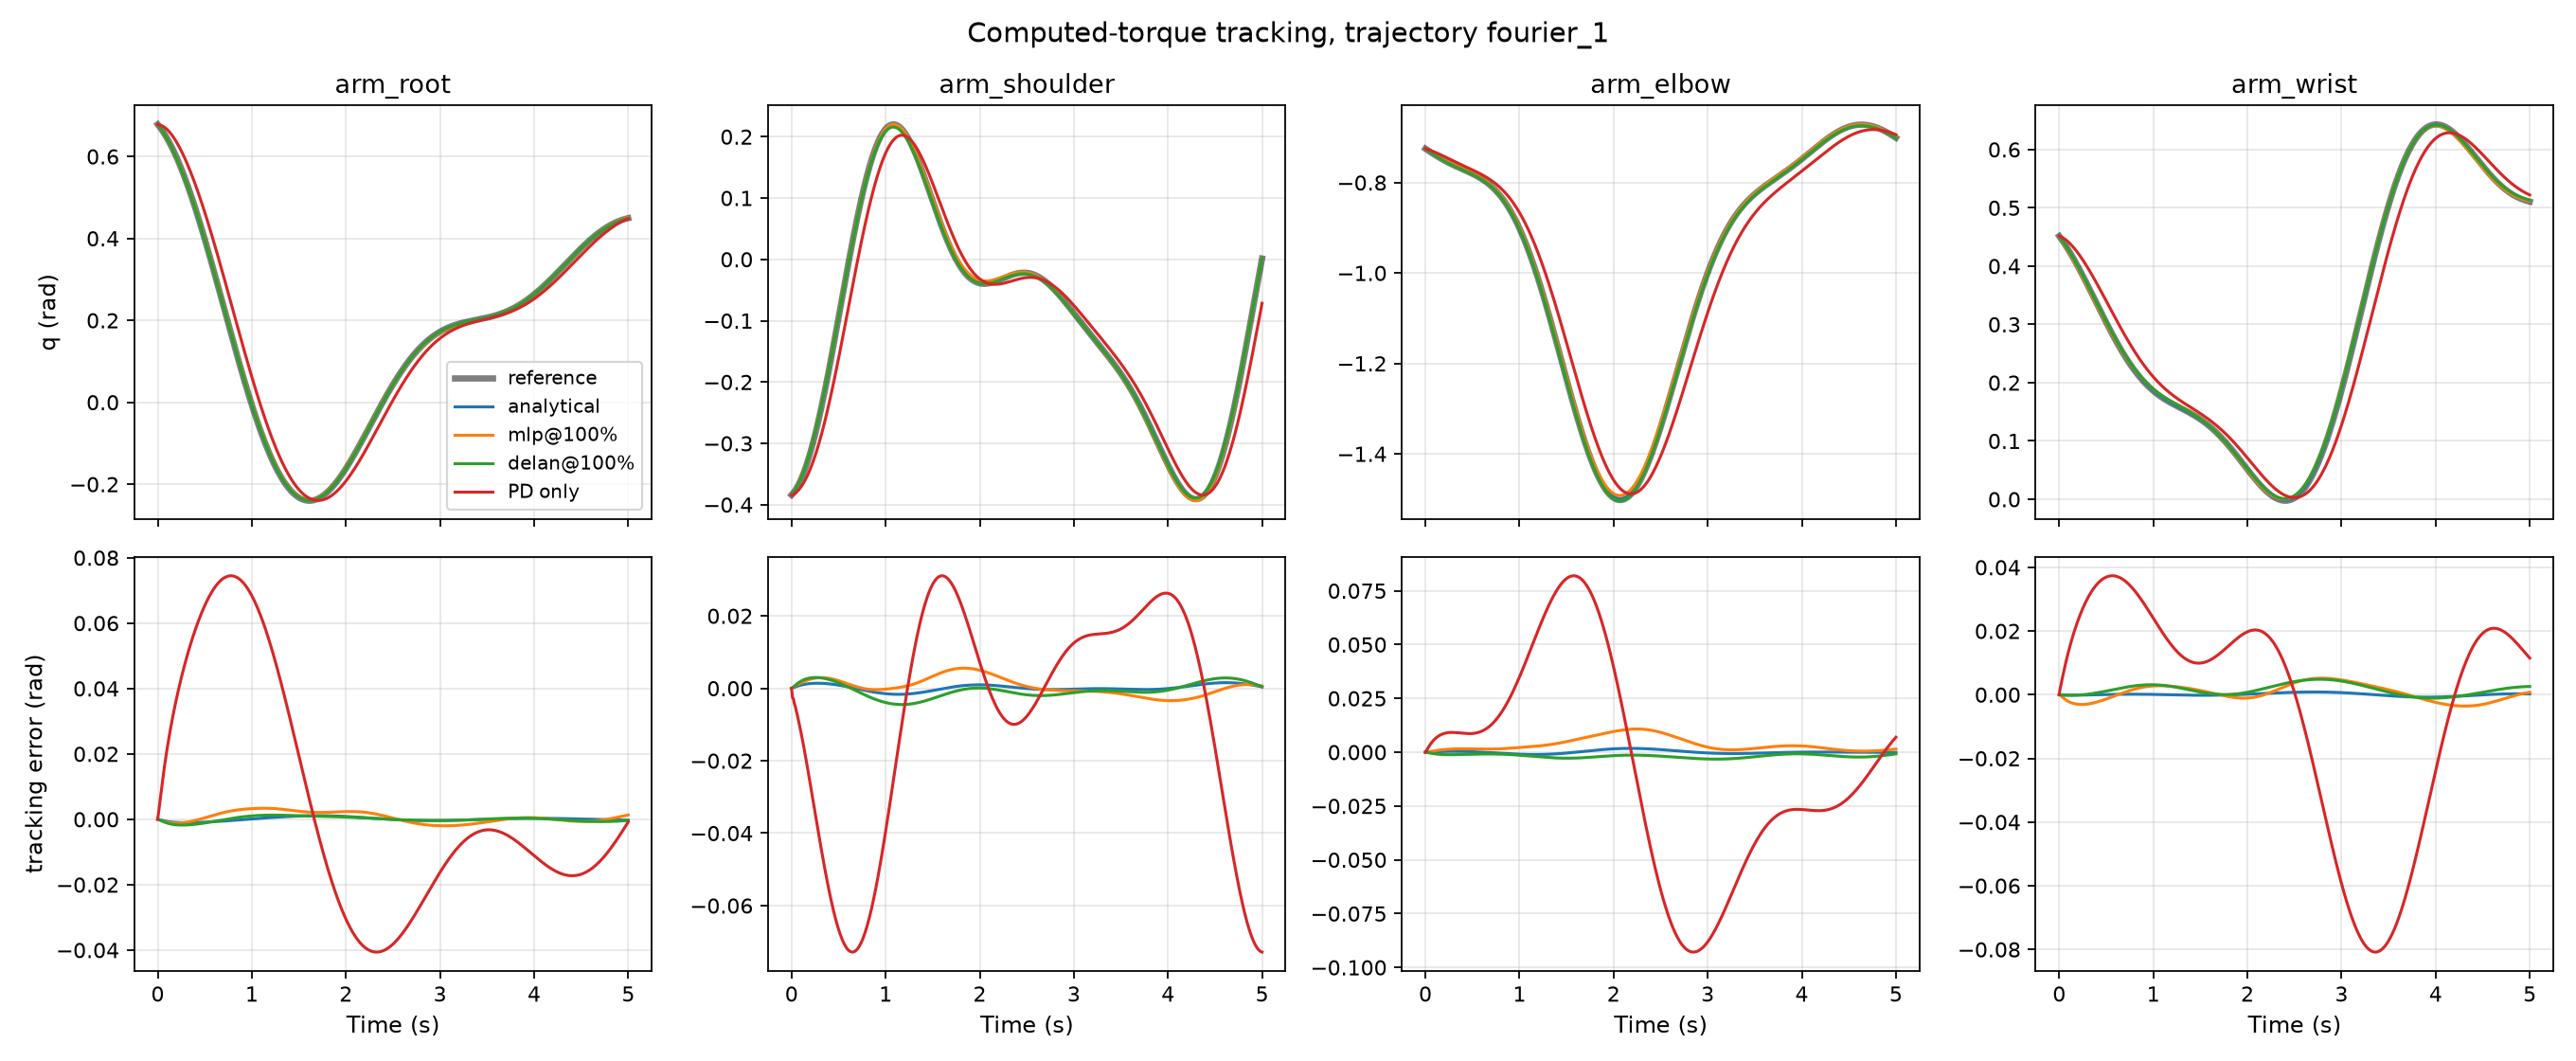 Computed-torque tracking, trajectory fourier_1
arm_root
arm_shoulder
arm_elbow
arm_wrist
q (rad)
0.6
0.4
0.2
0.0
−0.2
reference
analytical
mlp@100%
delan@100%
PD only
0.2
0.1
0.0
−0.1
−0.2
−0.3
−0.4
−0.8
−1.0
−1.2
−1.4
0.6
0.5
0.4
0.3
0.2
0.1
0.0
tracking error (rad)
0.08
0.06
0.04
0.02
0.00
−0.02
−0.04
0 1 2 3 4 5
Time (s)
0.02
0.00
−0.02
−0.04
−0.06
0 1 2 3 4 5
Time (s)
0.075
0.050
0.025
0.000
−0.025
−0.050
−0.075
−0.100
0 1 2 3 4 5
Time (s)
0.04
0.02
0.00
−0.02
−0.04
−0.06
−0.08
0 1 2 3 4 5
Time (s)